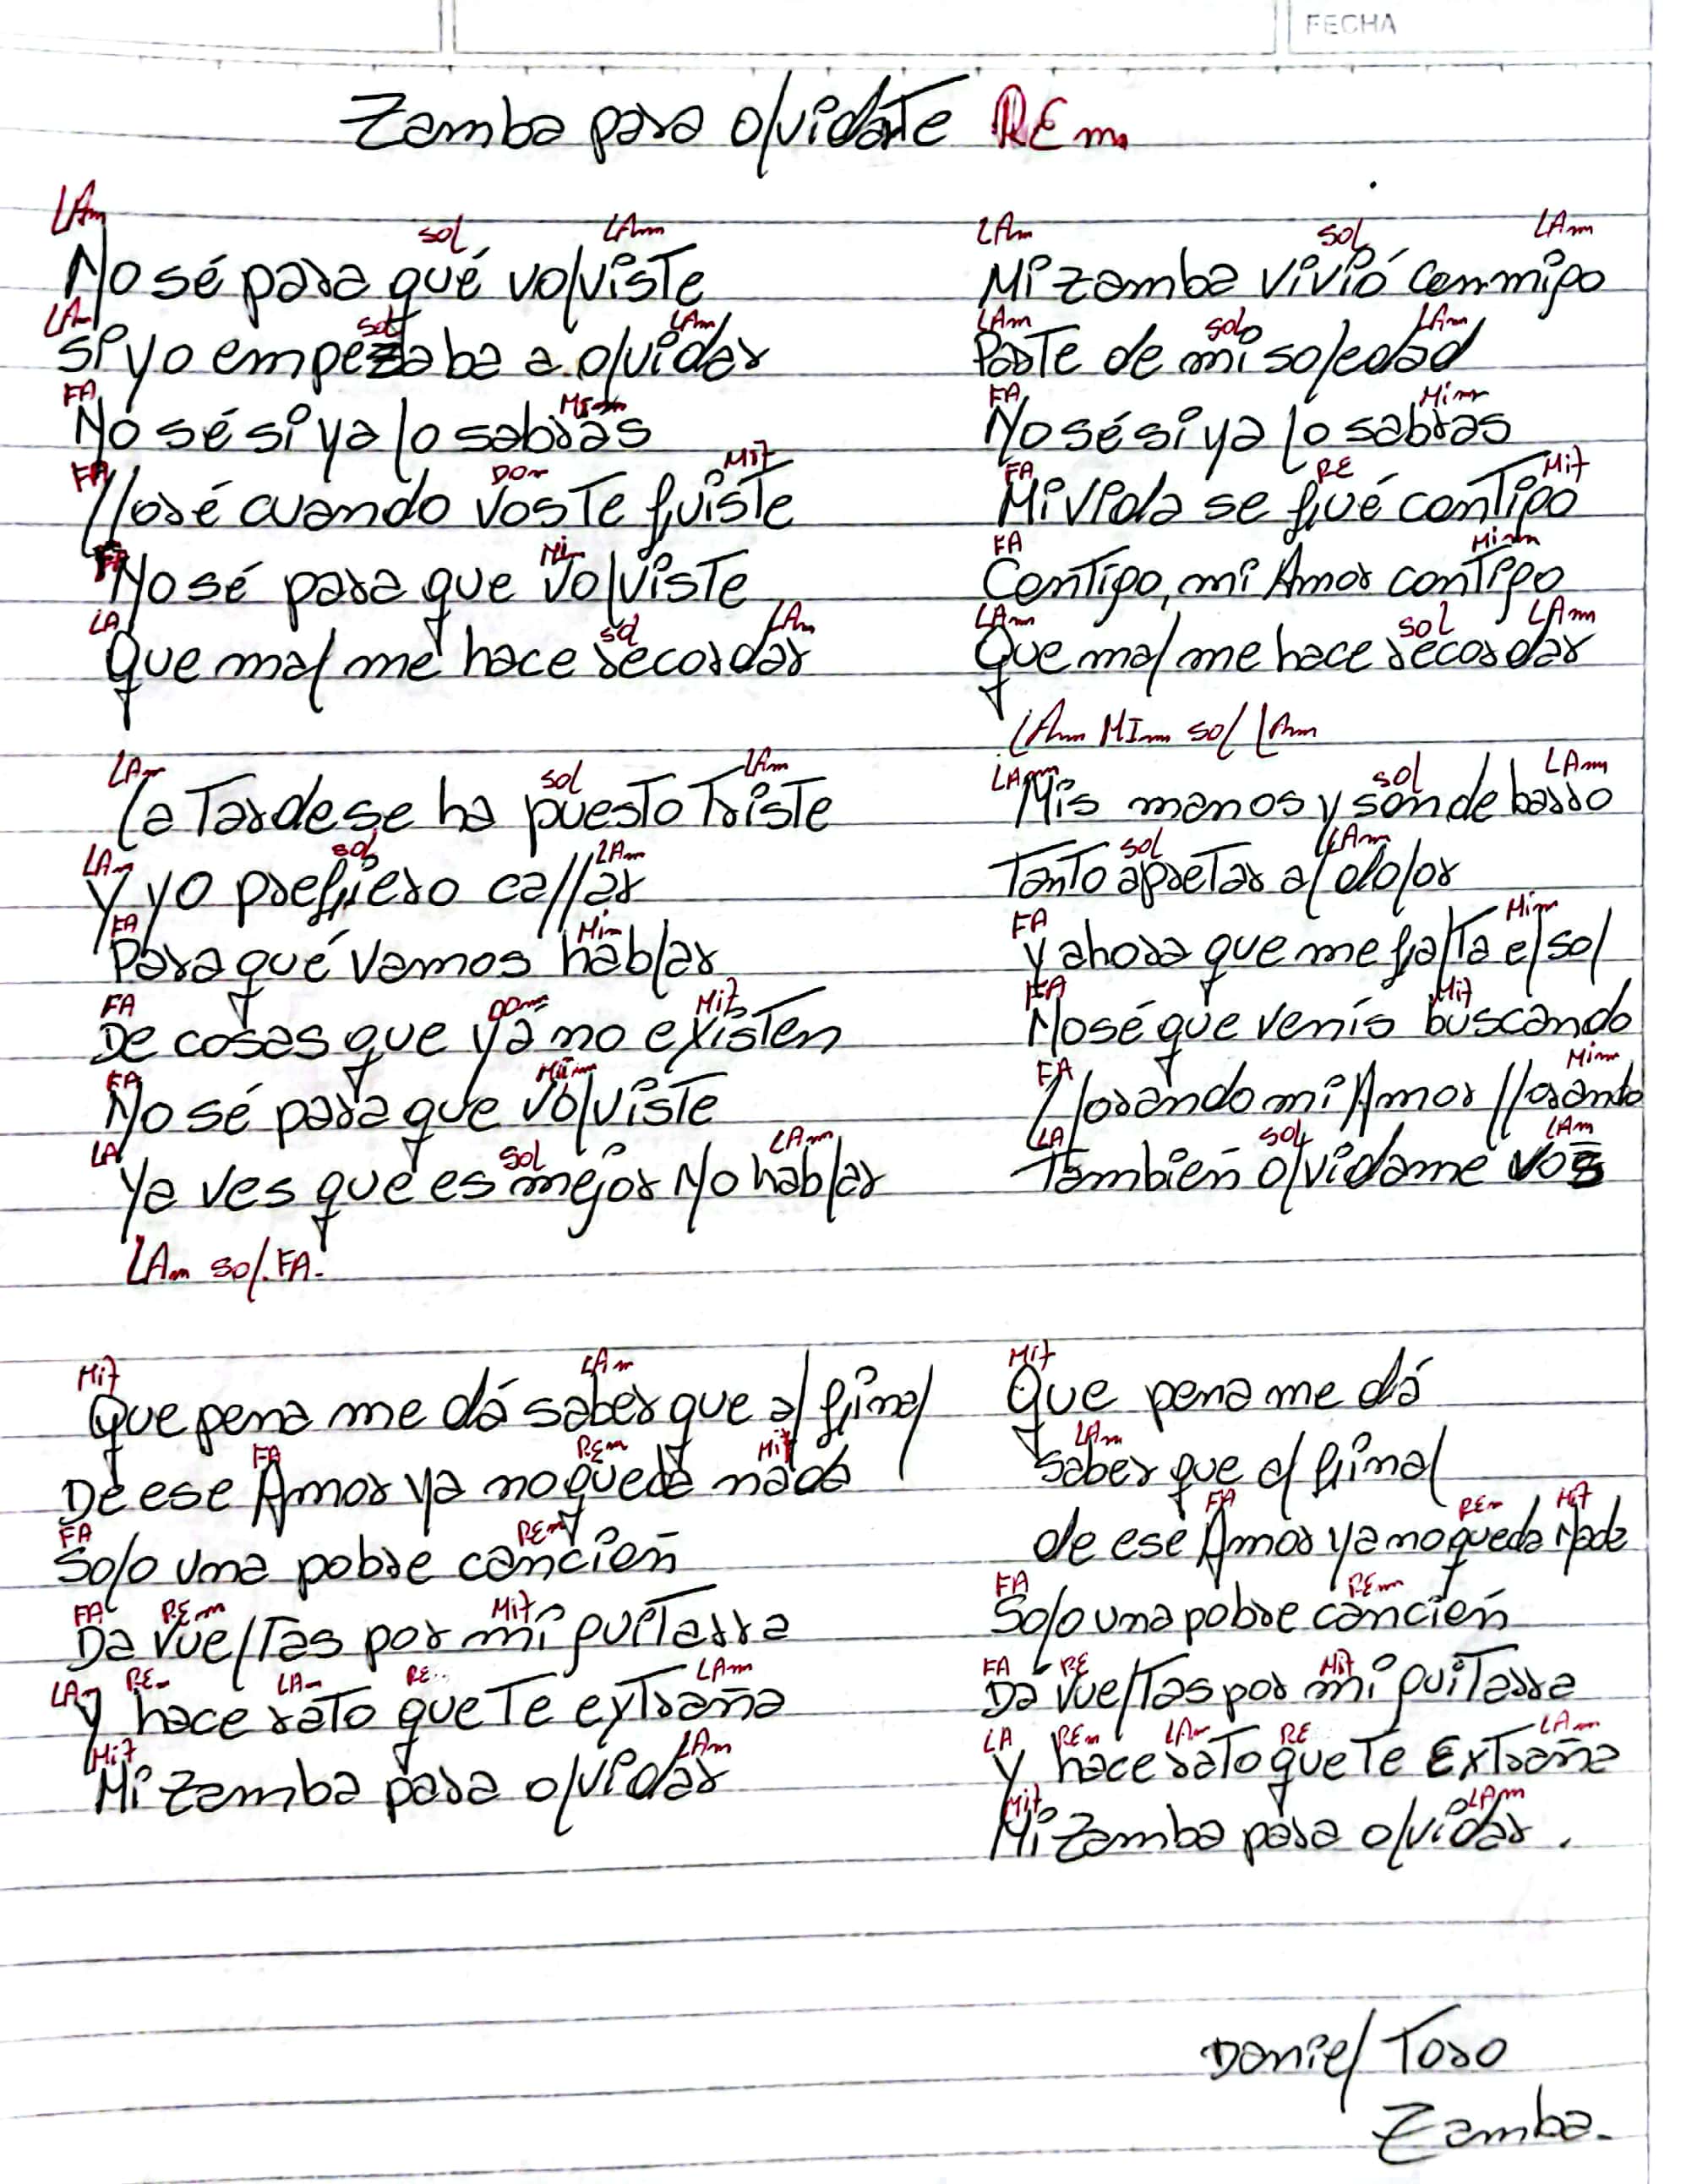 FECHA
Zamba para olvidarte REm
LAm SOL LAm
No sé para qué volviste
LAm SOL LAm
Si yo empezaba a olvidar
FA MIm
No sé si ya lo sabrás
FA DOm MI7
Lloré cuando vos te fuiste
FA MIm
No sé para que volviste
LA SOL LAm
Que mal me hace recordar
LAm SOL LAm
La Tarde se ha puesto Triste
LAm SOL LAm
Y yo prefiero callar
FA MIm
Para qué vamos hablar
FA DOm MI7
De cosas que ya no existen
FA MIm
No sé para que volviste
LA SOL LAm
Ya ves que es mejor No hablar
LAm SOL. FA.
MI7 LAm
Que pena me dá saber que al final
FA REm MI7
De ese Amor ya no queda nada
FA REm
Solo una pobre canción
FA REm MI7
Da vueltas por mi guitarra
LAm REm LAm RE
Y hace rato que Te extraña
LAm
MI7 LAm
Mi Zamba para olvidar
LAm SOL LAm
Mi zamba vivió conmigo
LAm SOL LAm
Parte de mi soledad
FA MIm
No sé si ya lo sabrás
FA RE MI7
Mi vida se fué contigo
FA MIm
Contigo, mi Amor contigo
LAm SOL LAm
Que mal me hace recordar
LAm MIm SOL LAm
LAm SOL LAm
Mis manos y son de barro
SOL LAm
Tanto apretar al dolor
FA MIm
Y ahora que me falta el sol
FA MI7
No sé que venís buscando
FA MIm
Llorando mi Amor llorando
LA SOL LAm
También olvidame vos
MI7
Que pena me dá
LAm
Saber que al final
FA REm MI7
de ese Amor ya no queda Nada
FA REm
Solo una pobre canción
FA RE MI7
Da vueltas por mi guitarra
LA REm LAm RE LAm
Y hace rato que Te Extraña
MI7 LAm
Mi Zamba para olvidar.
Daniel Toro
Zamba.